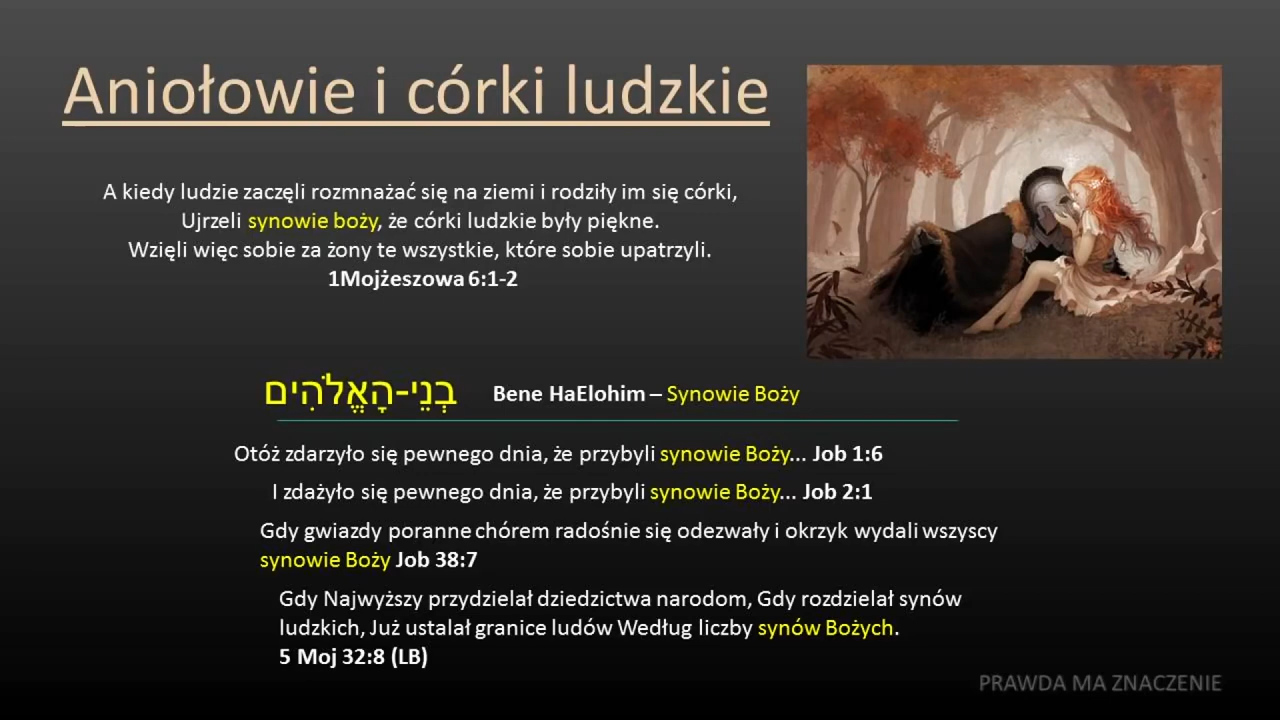 Aniołowie i córki ludzkie
A kiedy ludzie zaczęli rozmnażać się na ziemi i rodziły im się córki,
Ujrzeli synowie boży, że córki ludzkie były piękne.
Wzięli więc sobie za żony te wszystkie, które sobie upatrzyli.
1Mojżeszowa 6:1-2
בְנֵי-הָאֱלֹהִים Bene HaElohim – Synowie Boży
Otóż zdarzyło się pewnego dnia, że przybyli synowie Boży... Job 1:6
I zdażyło się pewnego dnia, że przybyli synowie Boży... Job 2:1
Gdy gwiazdy poranne chórem radośnie się odezwały i okrzyk wydali wszyscy
synowie Boży Job 38:7
Gdy Najwyższy przydzielał dziedzictwa narodom, Gdy rozdzielał synów
ludzkich, Już ustalał granice ludów Według liczby synów Bożych.
5 Moj 32:8 (LB)
PRAWDA MA ZNACZENIE